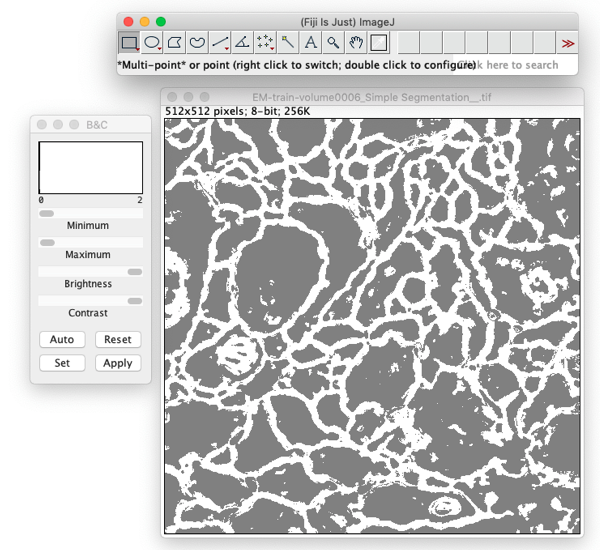 (Fiji Is Just) ImageJ
A
*Multi-point* or point (right click to switch; double click to configure)
here to search
EM-train-volume0006_Simple Segmentation__.tif
512x512 pixels; 8-bit; 256K
B&C
0 2
Minimum
Maximum
Brightness
Contrast
Auto Reset
Set Apply